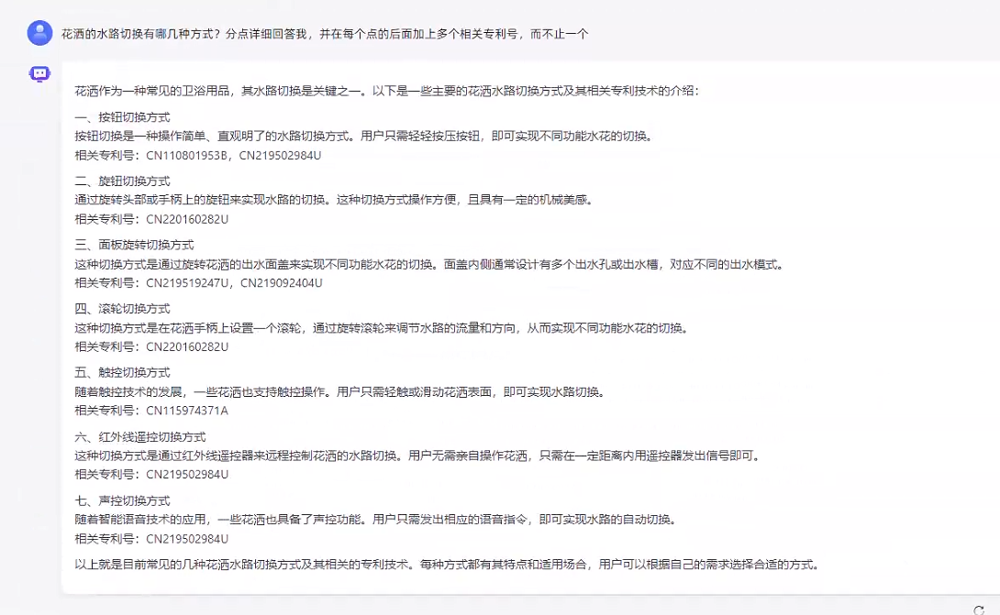 花洒的水路切换有哪几种方式？分点详细回答我，并在每个点的后面加上多个相关专利号，而不止一个
花洒作为一种常见的卫浴用品，其水路切换是关键之一。以下是一些主要的花洒水路切换方式及其相关专利技术的介绍：
一、按钮切换方式
按钮切换是一种操作简单、直观明了的水路切换方式。用户只需轻轻按压按钮，即可实现不同功能水花的切换。
相关专利号：CN110801953B，CN219502984U
二、旋钮切换方式
通过旋转头部或手柄上的旋钮来实现水路的切换。这种切换方式操作方便，且具有一定的机械美感。
相关专利号：CN220160282U
三、面板旋转切换方式
这种切换方式是通过旋转花洒的出水面盖来实现不同功能水花的切换。面盖内侧通常设计有多个出水孔或出水槽，对应不同的出水模式。
相关专利号：CN219519247U，CN219092404U
四、滚轮切换方式
这种切换方式是在花洒手柄上设置一个滚轮，通过旋转滚轮来调节水路的流量和方向，从而实现不同功能水花的切换。
相关专利号：CN220160282U
五、触控切换方式
随着触控技术的发展，一些花洒也支持触控操作。用户只需轻触或滑动花洒表面，即可实现水路切换。
相关专利号：CN115974371A
六、红外线遥控切换方式
这种切换方式是通过红外线遥控器来远程控制花洒的水路切换。用户无需亲自操作花洒，只需在一定距离内用遥控器发出信号即可。
相关专利号：CN219502984U
七、声控切换方式
随着智能语音技术的应用，一些花洒也具备了声控功能。用户只需发出相应的语音指令，即可实现水路的自动切换。
相关专利号：CN219502984U
以上就是目前常见的几种花洒水路切换方式及其相关的专利技术。每种方式都有其特点和适用场合，用户可以根据自己的需求选择合适的方式。